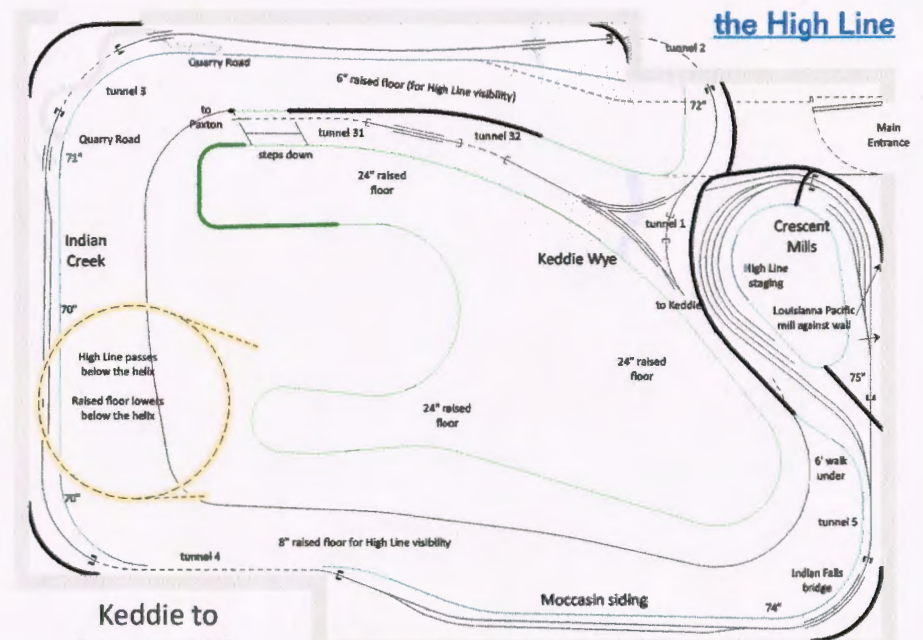 the High Line
tunnel 2
Quarry Road
tunnel 3
6" raised floor (for High Line visibility)
72"
Main
Entrance
to
Paxton
tunnel 31
tunnel 32
Quarry Road
71"
steps down
24" raised
floor
tunnel 1
Crescent
Mills
Indian
Creek
Keddie Wye
High Line
staging
to Keddie
Louisianna Pacific
mill against wall
70"
High Line passes
below the helix
Raised floor lowers
below the helix
24" raised
floor
75"
24" raised
floor
6' walk
under
70"
tunnel 5
8" raised floor for High Line visibility
tunnel 4
Indian Falls
bridge
Moccasin siding
74"
Keddie to